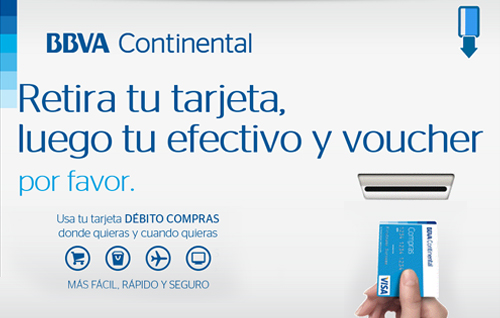 BBVA Continental
Retira tu tarjeta,
luego tu efectivo y voucher
por favor.
Usa tu tarjeta DÉBITO COMPRAS
donde quieras y cuando quieras
MÁS FÁCIL, RÁPIDO Y SEGURO
BBVA Continental
Compras
VISA